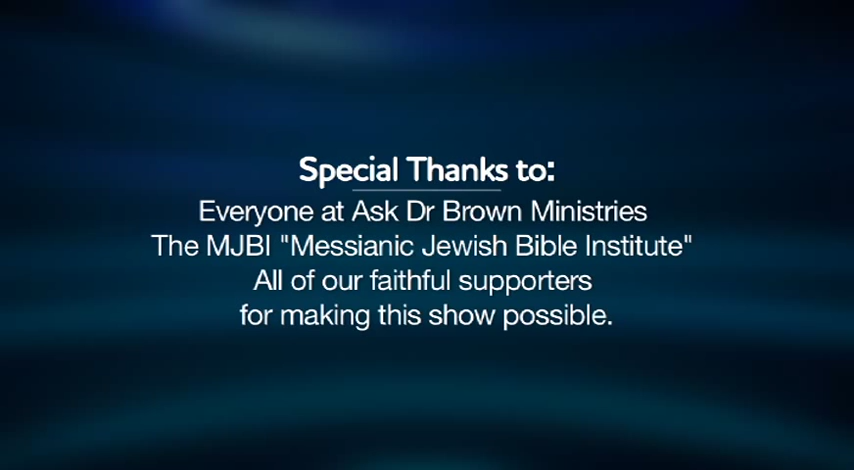 Special Thanks to:
Everyone at Ask Dr Brown Ministries
The MJBI "Messianic Jewish Bible Institute"
All of our faithful supporters
for making this show possible.